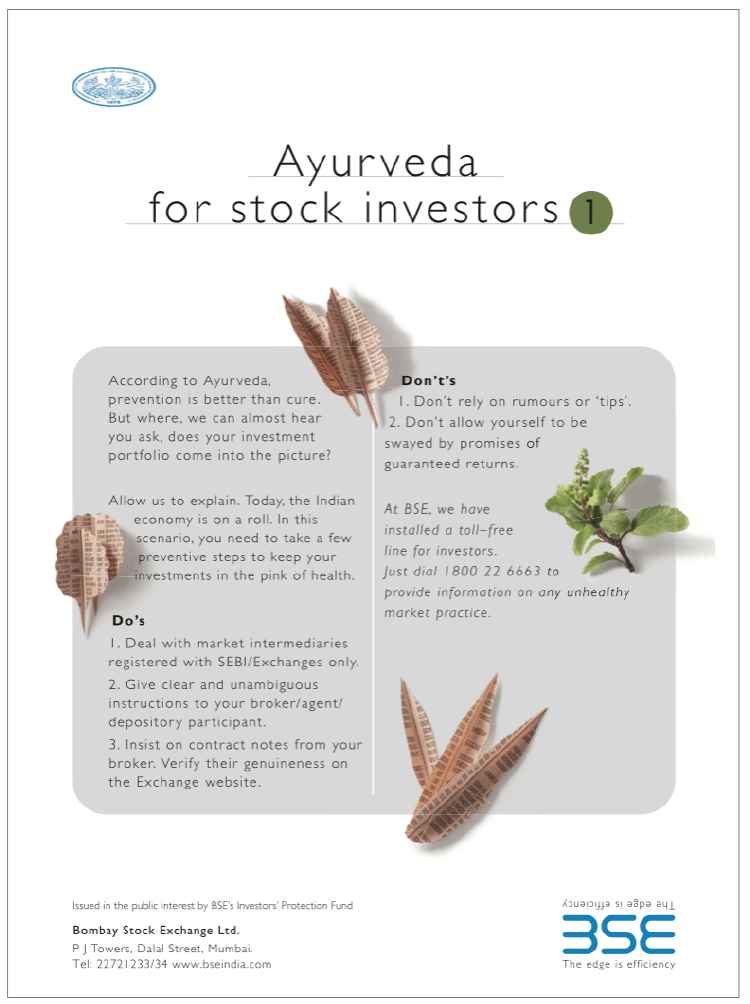 1875
Ayurveda
for stock investors 1
According to Ayurveda,
prevention is better than cure.
But where, we can almost hear
you ask, does your investment
portfolio come into the picture?
Allow us to explain. Today, the Indian
economy is on a roll. In this
scenario, you need to take a few
preventive steps to keep your
investments in the pink of health.
Do's
1. Deal with market intermediaries
registered with SEBI/Exchanges only.
2. Give clear and unambiguous
instructions to your broker/agent/
depository participant.
3. Insist on contract notes from your
broker. Verify their genuineness on
the Exchange website.
Don't's
1. Don't rely on rumours or ‘tips’.
2. Don't allow yourself to be
swayed by promises of
guaranteed returns.
At BSE, we have
installed a toll–free
line for investors.
Just dial 1800 22 6663 to
provide information on any unhealthy
market practice.
Issued in the public interest by BSE's Investors' Protection Fund
Bombay Stock Exchange Ltd.
P J Towers, Dalal Street, Mumbai.
Tel: 22721233/34 www.bseindia.com
The edge is efficiency
BSE
The edge is efficiency